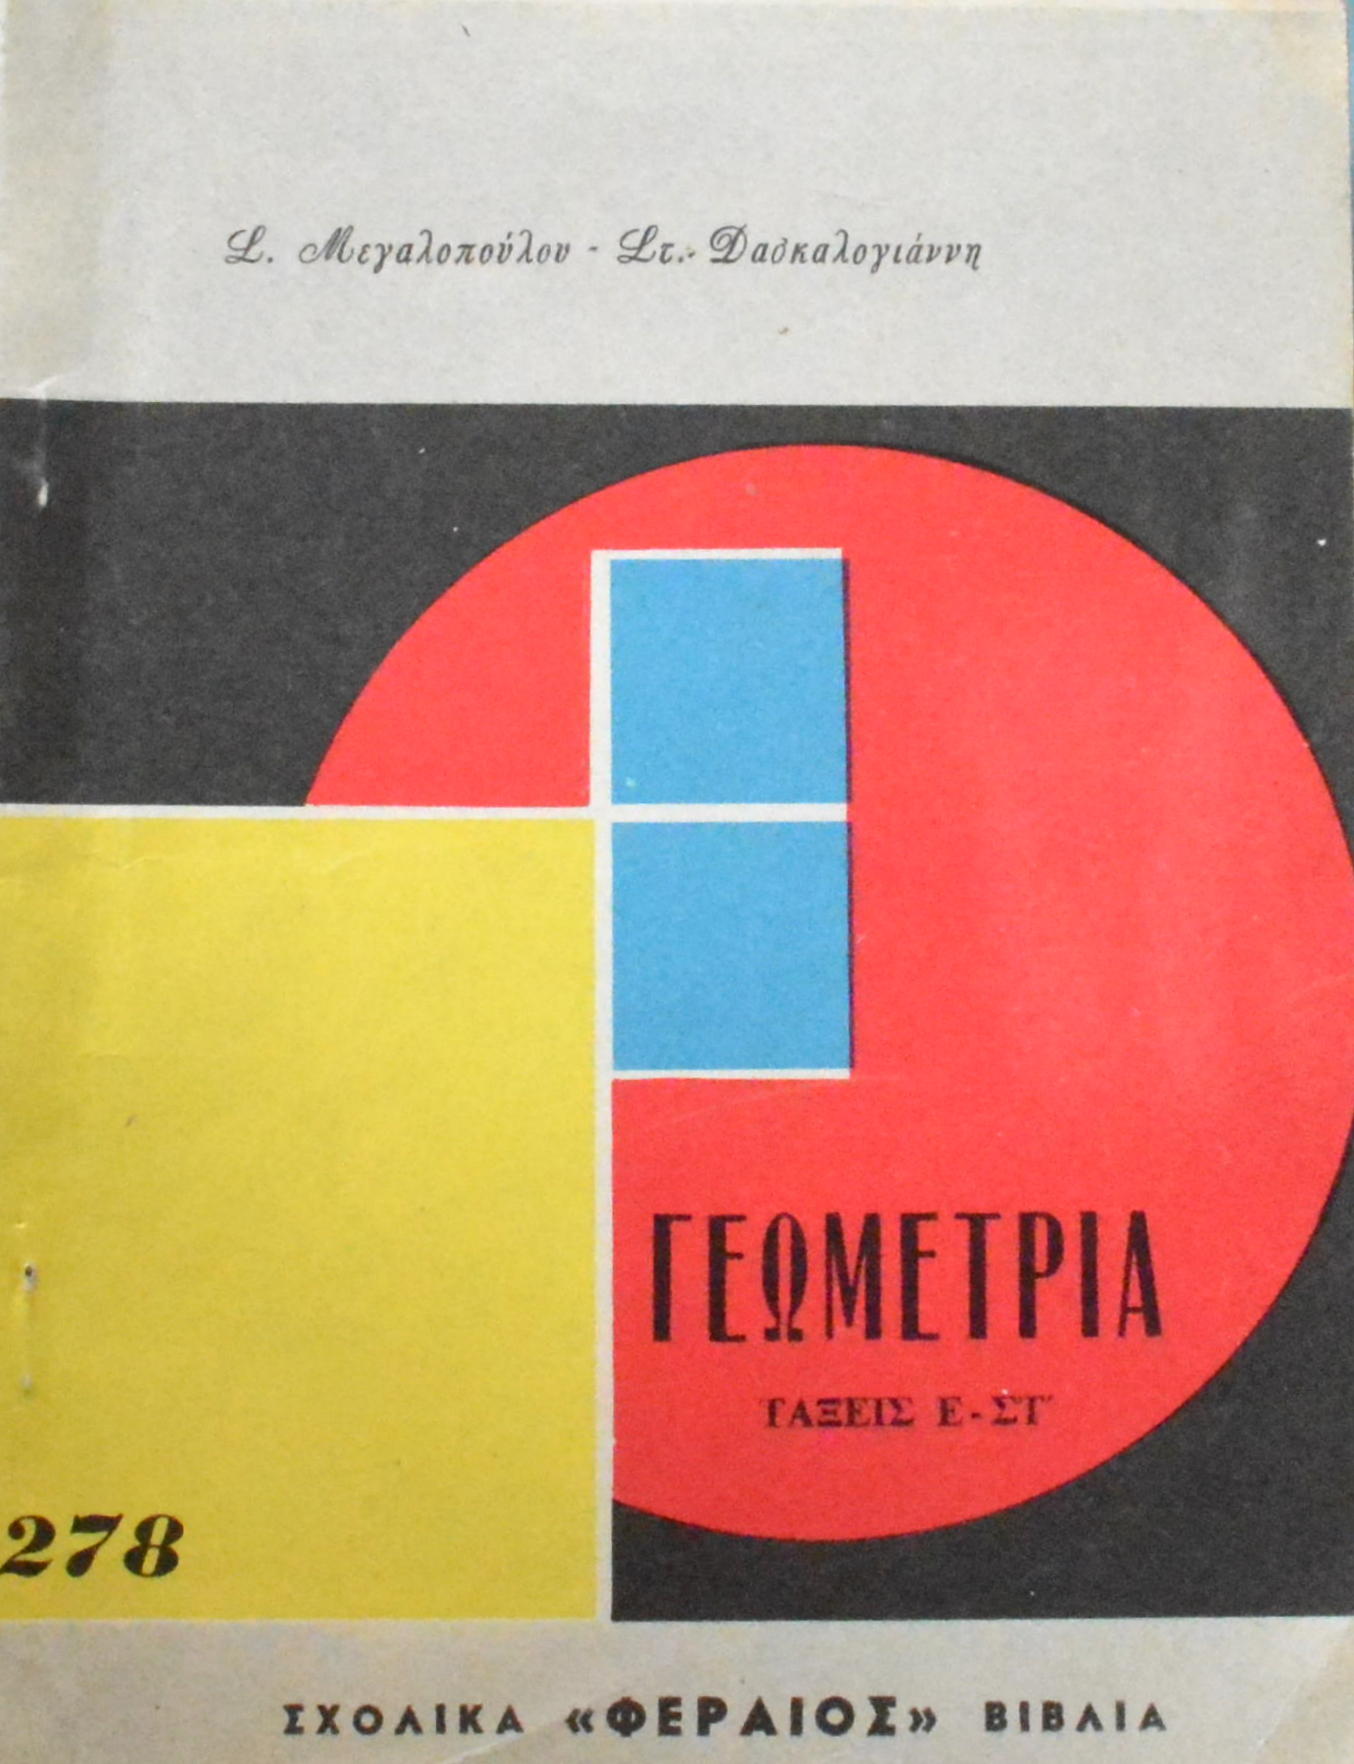 Σ. Μεγαλοπούλου - Στ. Δασκαλογιάννη
ΓΕΩΜΕΤΡΙΑ
ΤΑΞΕΙΣ Ε - ΣΤ΄
278
ΣΧΟΛΙΚΑ «ΦΕΡΑΙΟΣ» ΒΙΒΛΙΑ